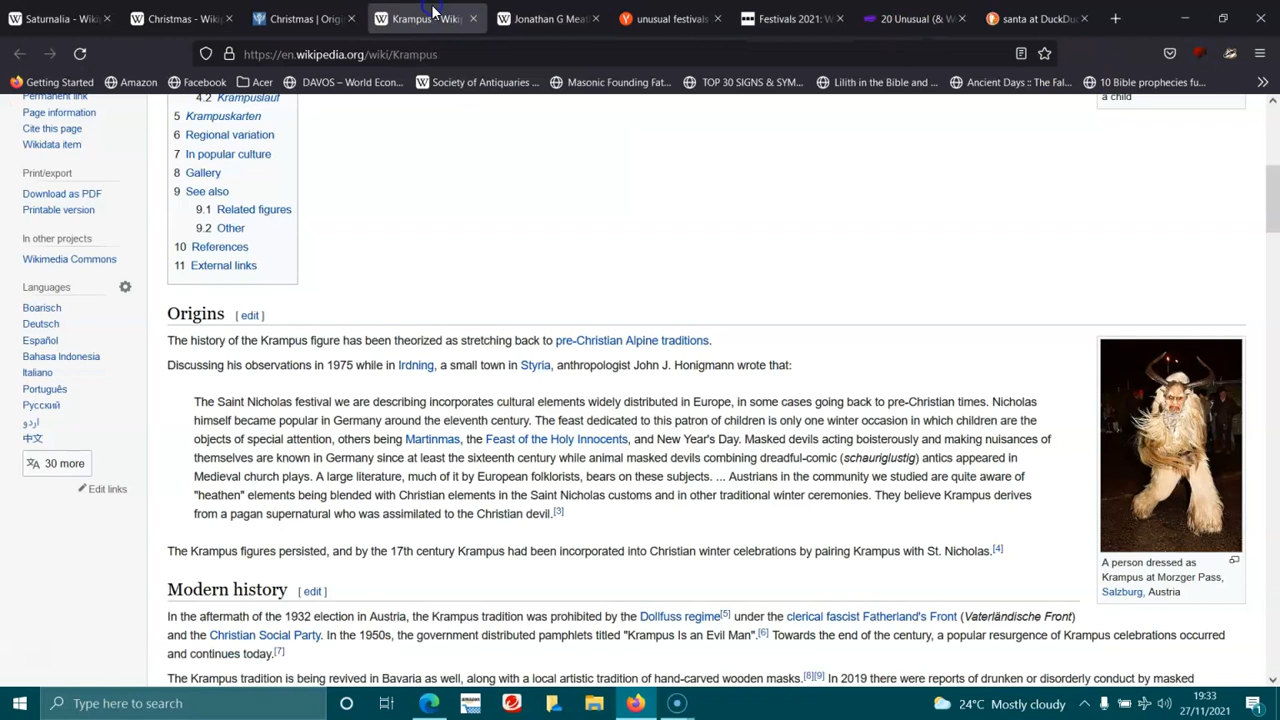 Saturnalia - Wiki
Christmas - Wikip
Christmas | Origi
Krampus - Wikip
Jonathan G Meat
unusual festivals
Festivals 2021: W
20 Unusual (& W
santa at DuckDuc
https://en.wikipedia.org/wiki/Krampus
Getting Started
Amazon
Facebook
Acer
DAVOS – World Econ...
Society of Antiquaries ...
Masonic Founding Fat...
TOP 30 SIGNS & SYM...
Lilith in the Bible and ...
Ancient Days :: The Fal...
10 Bible prophecies fu...
Permanent link
Page information
Cite this page
Wikidata item
Print/export
Download as PDF
Printable version
In other projects
Wikimedia Commons
Languages
Boarisch
Deutsch
Español
Bahasa Indonesia
Italiano
Português
Русский
اردو
中文
30 more
Edit links
4.2 Krampuslauf
5 Krampuskarten
6 Regional variation
7 In popular culture
8 Gallery
9 See also
9.1 Related figures
9.2 Other
10 References
11 External links
a child
Origins [ edit ]
The history of the Krampus figure has been theorized as stretching back to pre-Christian Alpine traditions.
Discussing his observations in 1975 while in Irdning, a small town in Styria, anthropologist John J. Honigmann wrote that:
The Saint Nicholas festival we are describing incorporates cultural elements widely distributed in Europe, in some cases going back to pre-Christian times. Nicholas
himself became popular in Germany around the eleventh century. The feast dedicated to this patron of children is only one winter occasion in which children are the
objects of special attention, others being Martinmas, the Feast of the Holy Innocents, and New Year's Day. Masked devils acting boisterously and making nuisances of
themselves are known in Germany since at least the sixteenth century while animal masked devils combining dreadful-comic (schauriglustig) antics appeared in
Medieval church plays. A large literature, much of it by European folklorists, bears on these subjects. ... Austrians in the community we studied are quite aware of
"heathen" elements being blended with Christian elements in the Saint Nicholas customs and in other traditional winter ceremonies. They believe Krampus derives
from a pagan supernatural who was assimilated to the Christian devil.[3]
The Krampus figures persisted, and by the 17th century Krampus had been incorporated into Christian winter celebrations by pairing Krampus with St. Nicholas.[4]
A person dressed as
Krampus at Morzger Pass,
Salzburg, Austria
Modern history [ edit ]
In the aftermath of the 1932 election in Austria, the Krampus tradition was prohibited by the Dollfuss regime[5] under the clerical fascist Fatherland's Front (Vaterländische Front)
and the Christian Social Party. In the 1950s, the government distributed pamphlets titled "Krampus Is an Evil Man".[6] Towards the end of the century, a popular resurgence of Krampus celebrations occurred
and continues today.[7]
The Krampus tradition is being revived in Bavaria as well, along with a local artistic tradition of hand-carved wooden masks.[8][9] In 2019 there were reports of drunken or disorderly conduct by masked
Type here to search
24°C Mostly cloudy
19:33
27/11/2021